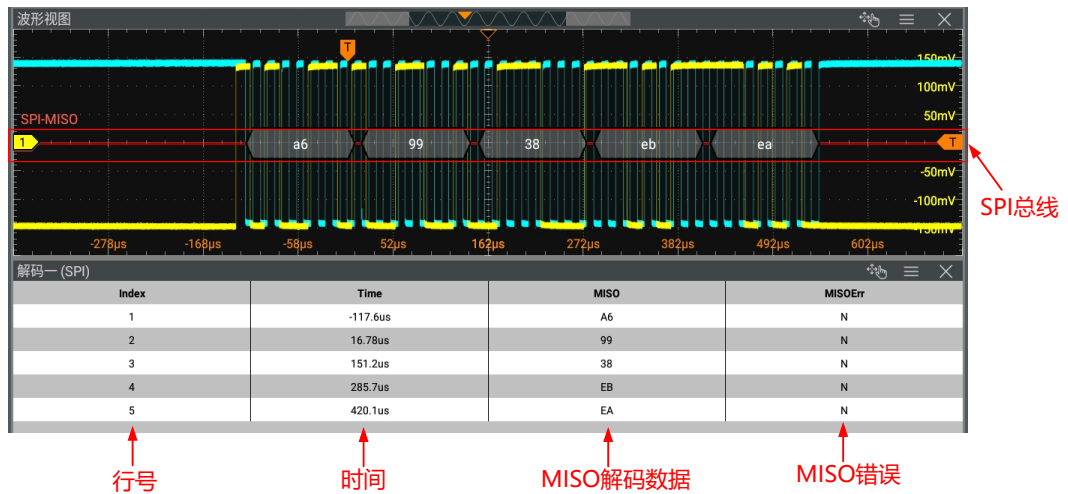 波形视图
T
150mV
100mV
50mV
SPI-MISO
1
a6
99
38
eb
ea
T
-50mV
-100mV
-150mV
SPI总线
-278μs
-168μs
-58μs
52μs
162μs
272μs
382μs
492μs
602μs
解码一 (SPI)
Index Time MISO MISOErr
1 -117.6us A6 N
2 16.78us 99 N
3 151.2us 38 N
4 285.7us EB N
5 420.1us EA N
行号
时间
MISO解码数据
MISO错误